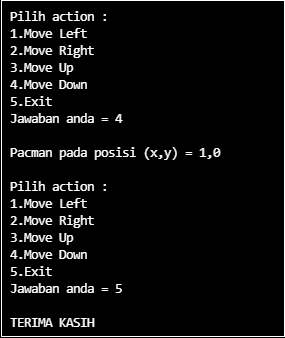 Pilih action :
1.Move Left
2.Move Right
3.Move Up
4.Move Down
5.Exit
Jawaban anda = 4
Pacman pada posisi (x,y) = 1,0
Pilih action :
1.Move Left
2.Move Right
3.Move Up
4.Move Down
5.Exit
Jawaban anda = 5
TERIMA KASIH